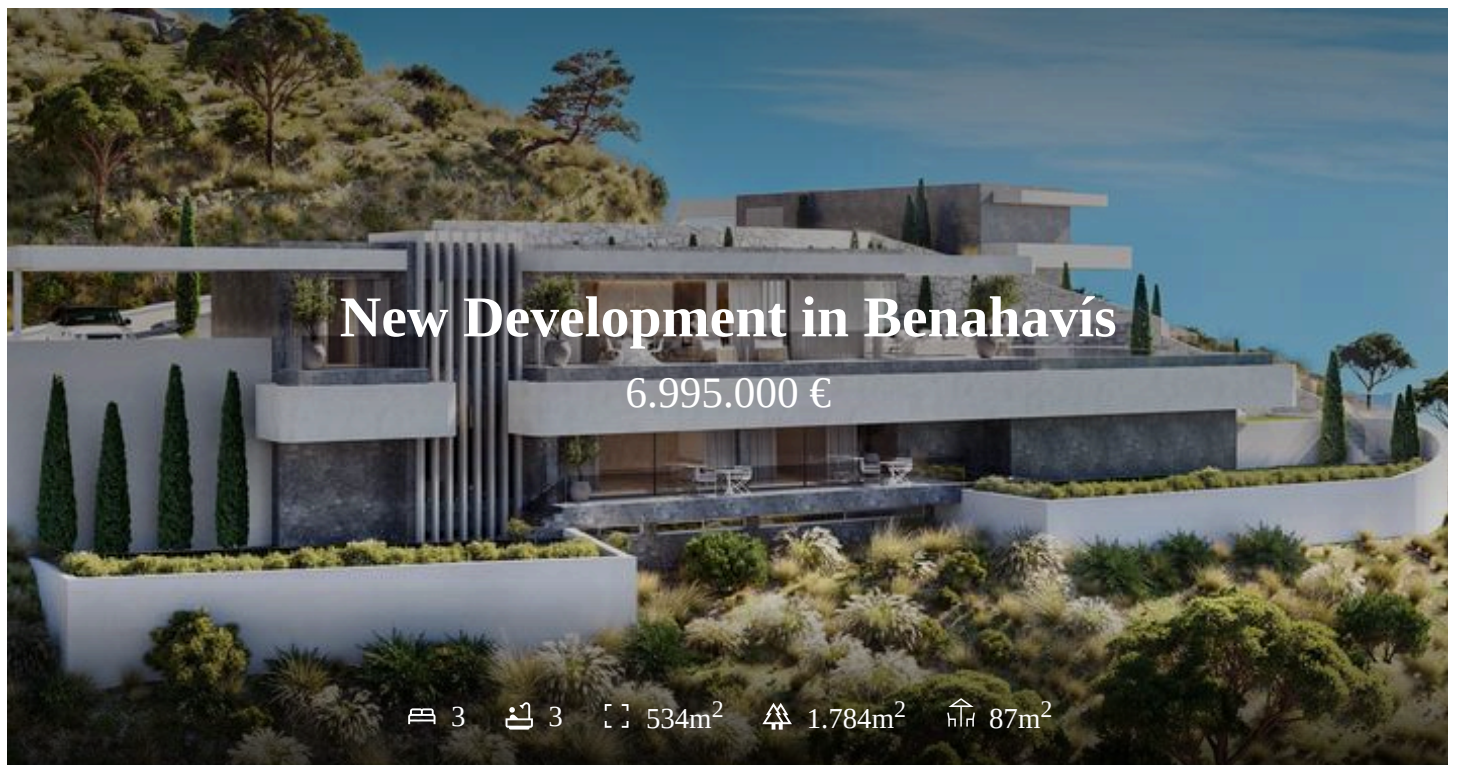 New Development in Benahavís
6.995.000 €
3 3 534m² 1.784m² 87m²